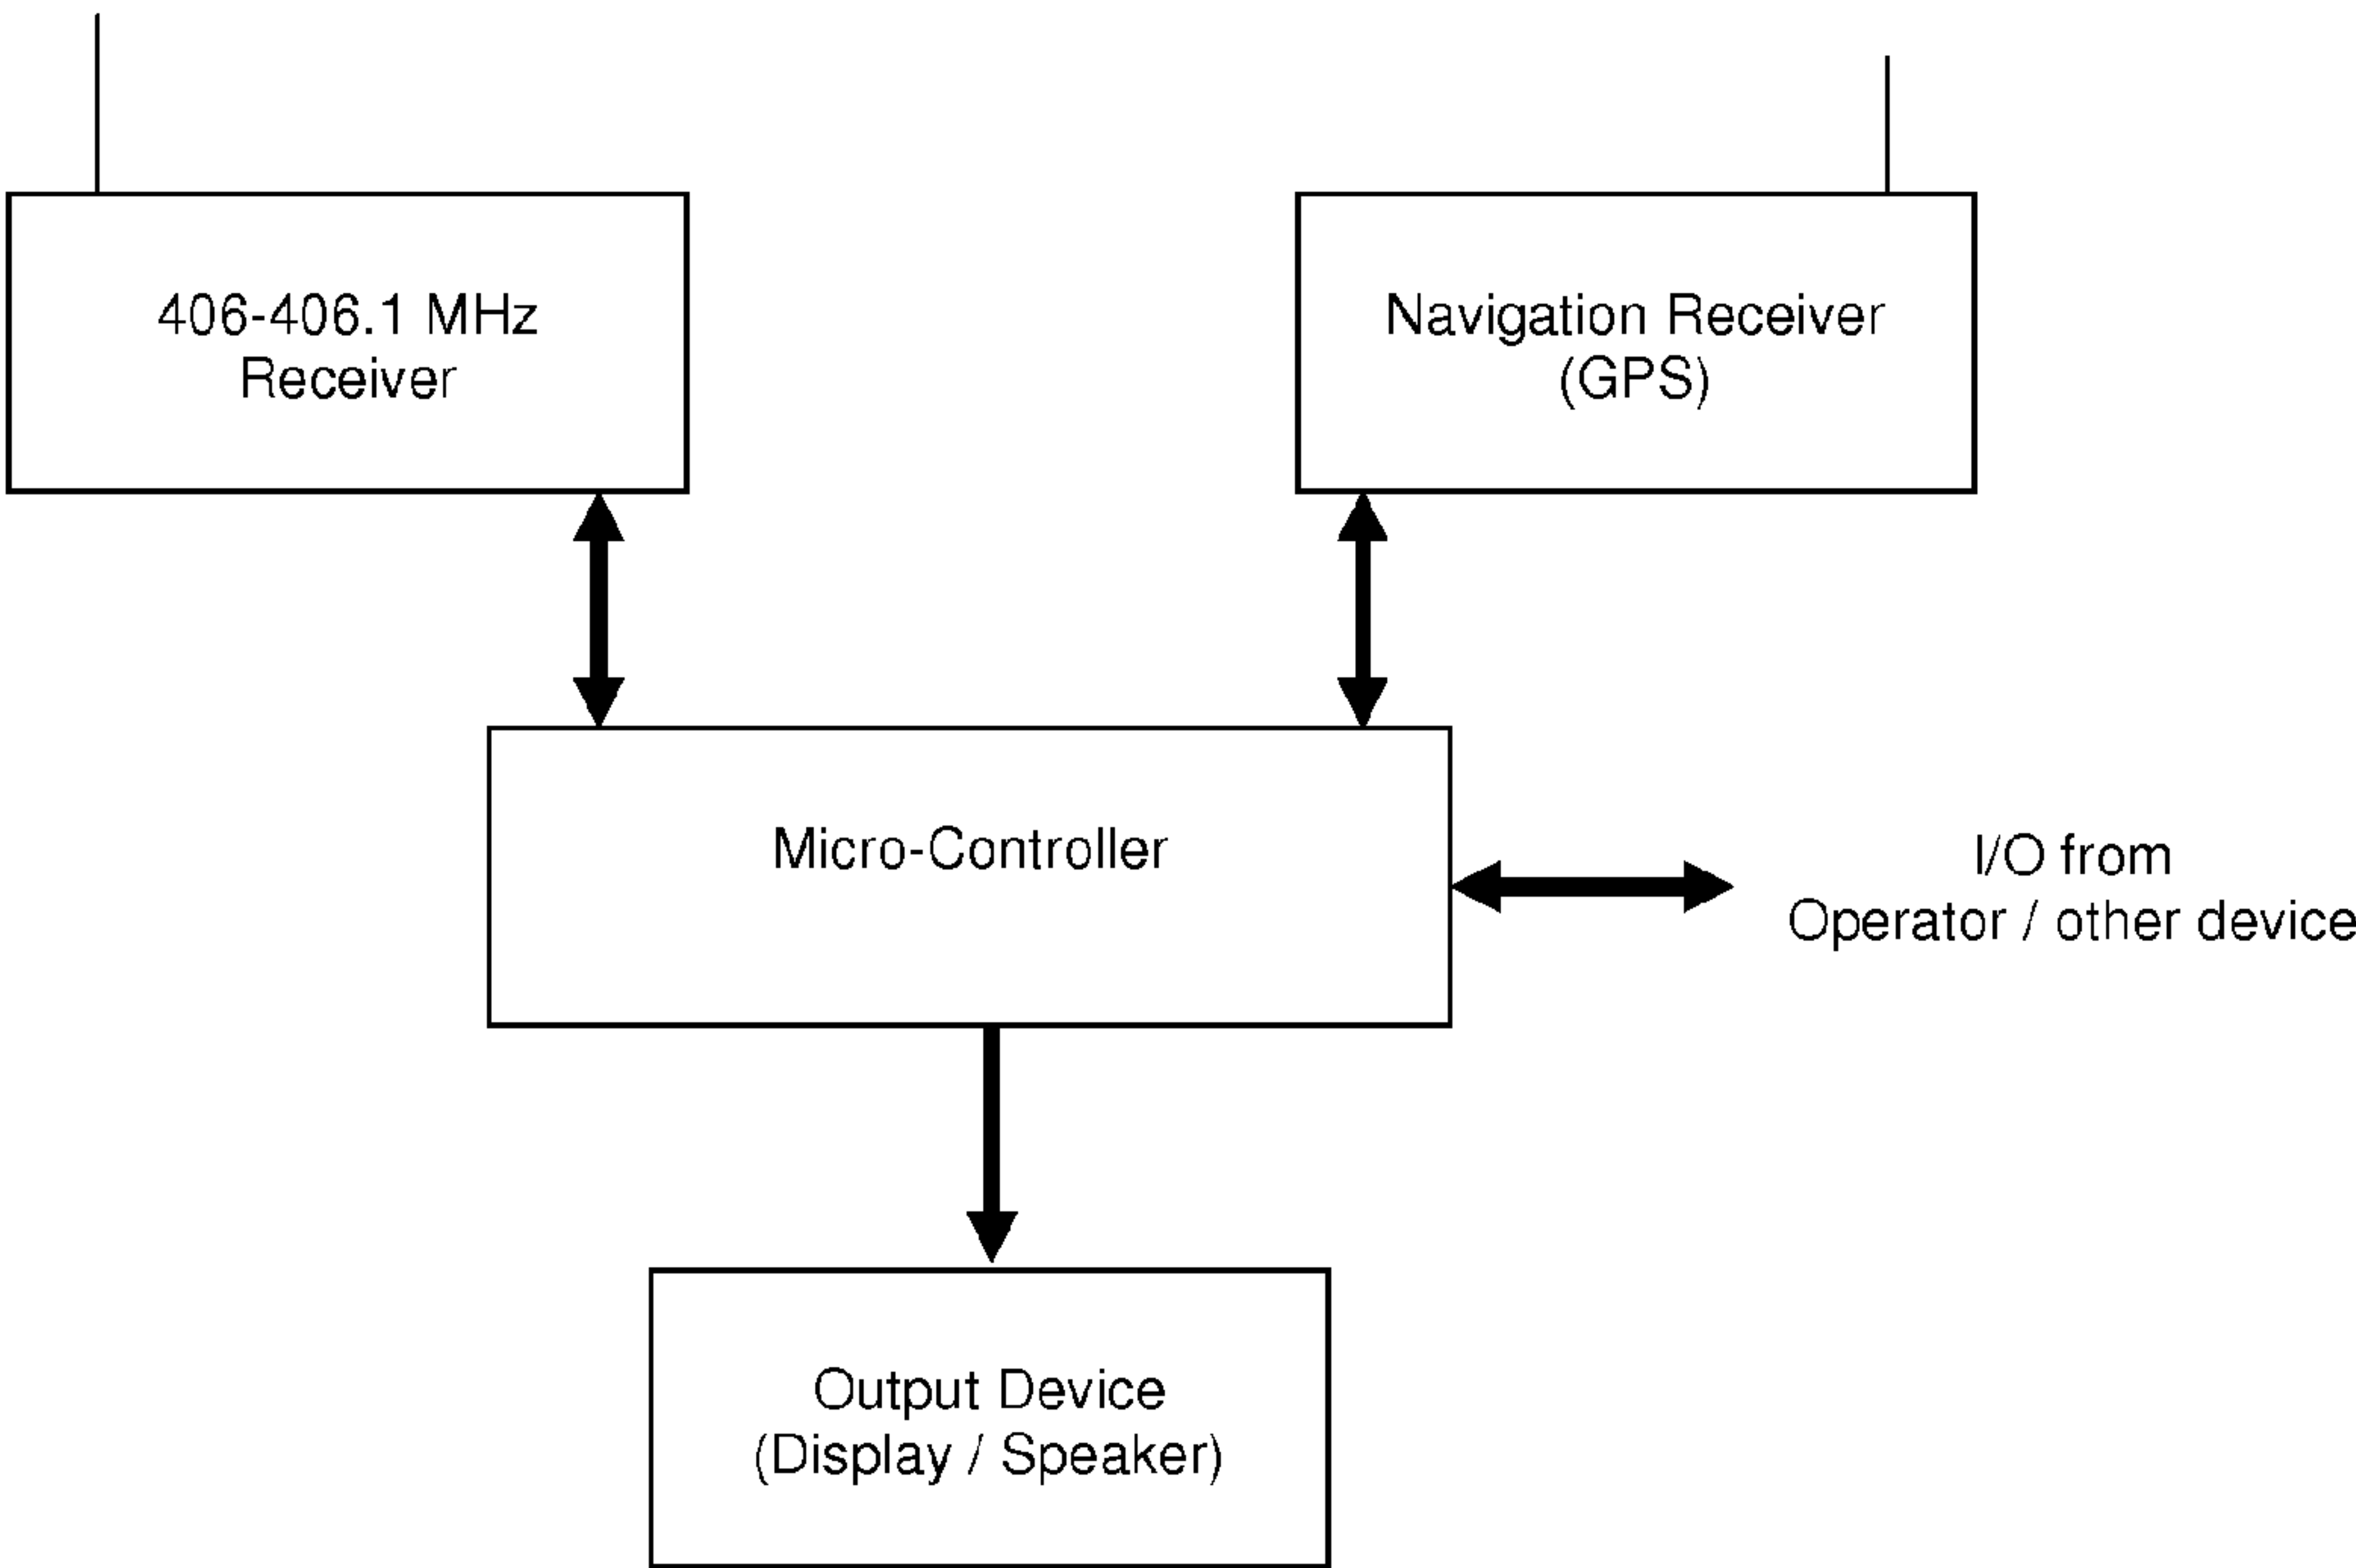 406-406.1 MHz
Receiver
Navigation Receiver
(GPS)
Micro-Controller
I/O from
Operator / other device
Output Device
(Display / Speaker)